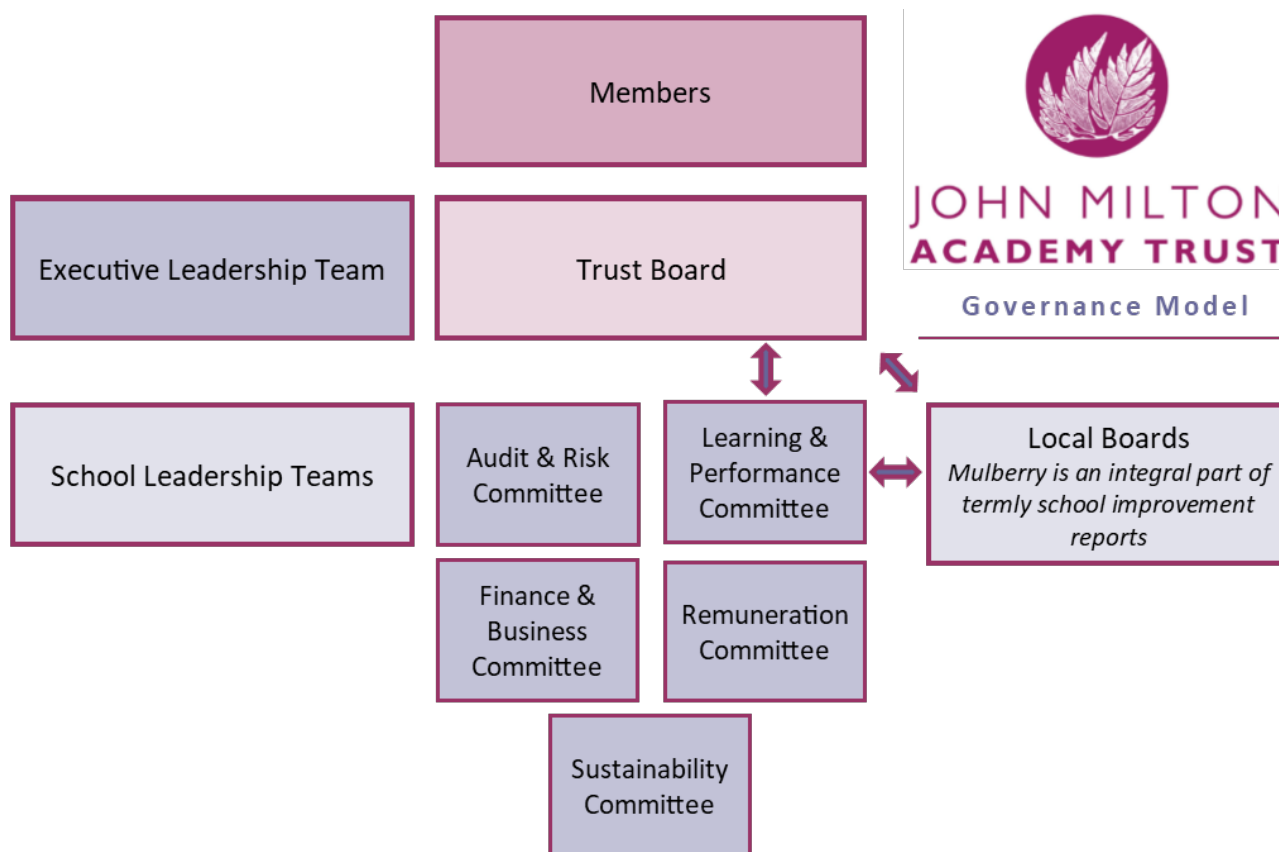 Members
JOHN MILTON
ACADEMY TRUST
Governance Model
Executive Leadership Team
Trust Board
School Leadership Teams
Audit & Risk
Committee
Learning &
Performance
Committee
Local Boards
Mulberry is an integral part of
termly school improvement
reports
Finance &
Business
Committee
Remuneration
Committee
Sustainability
Committee